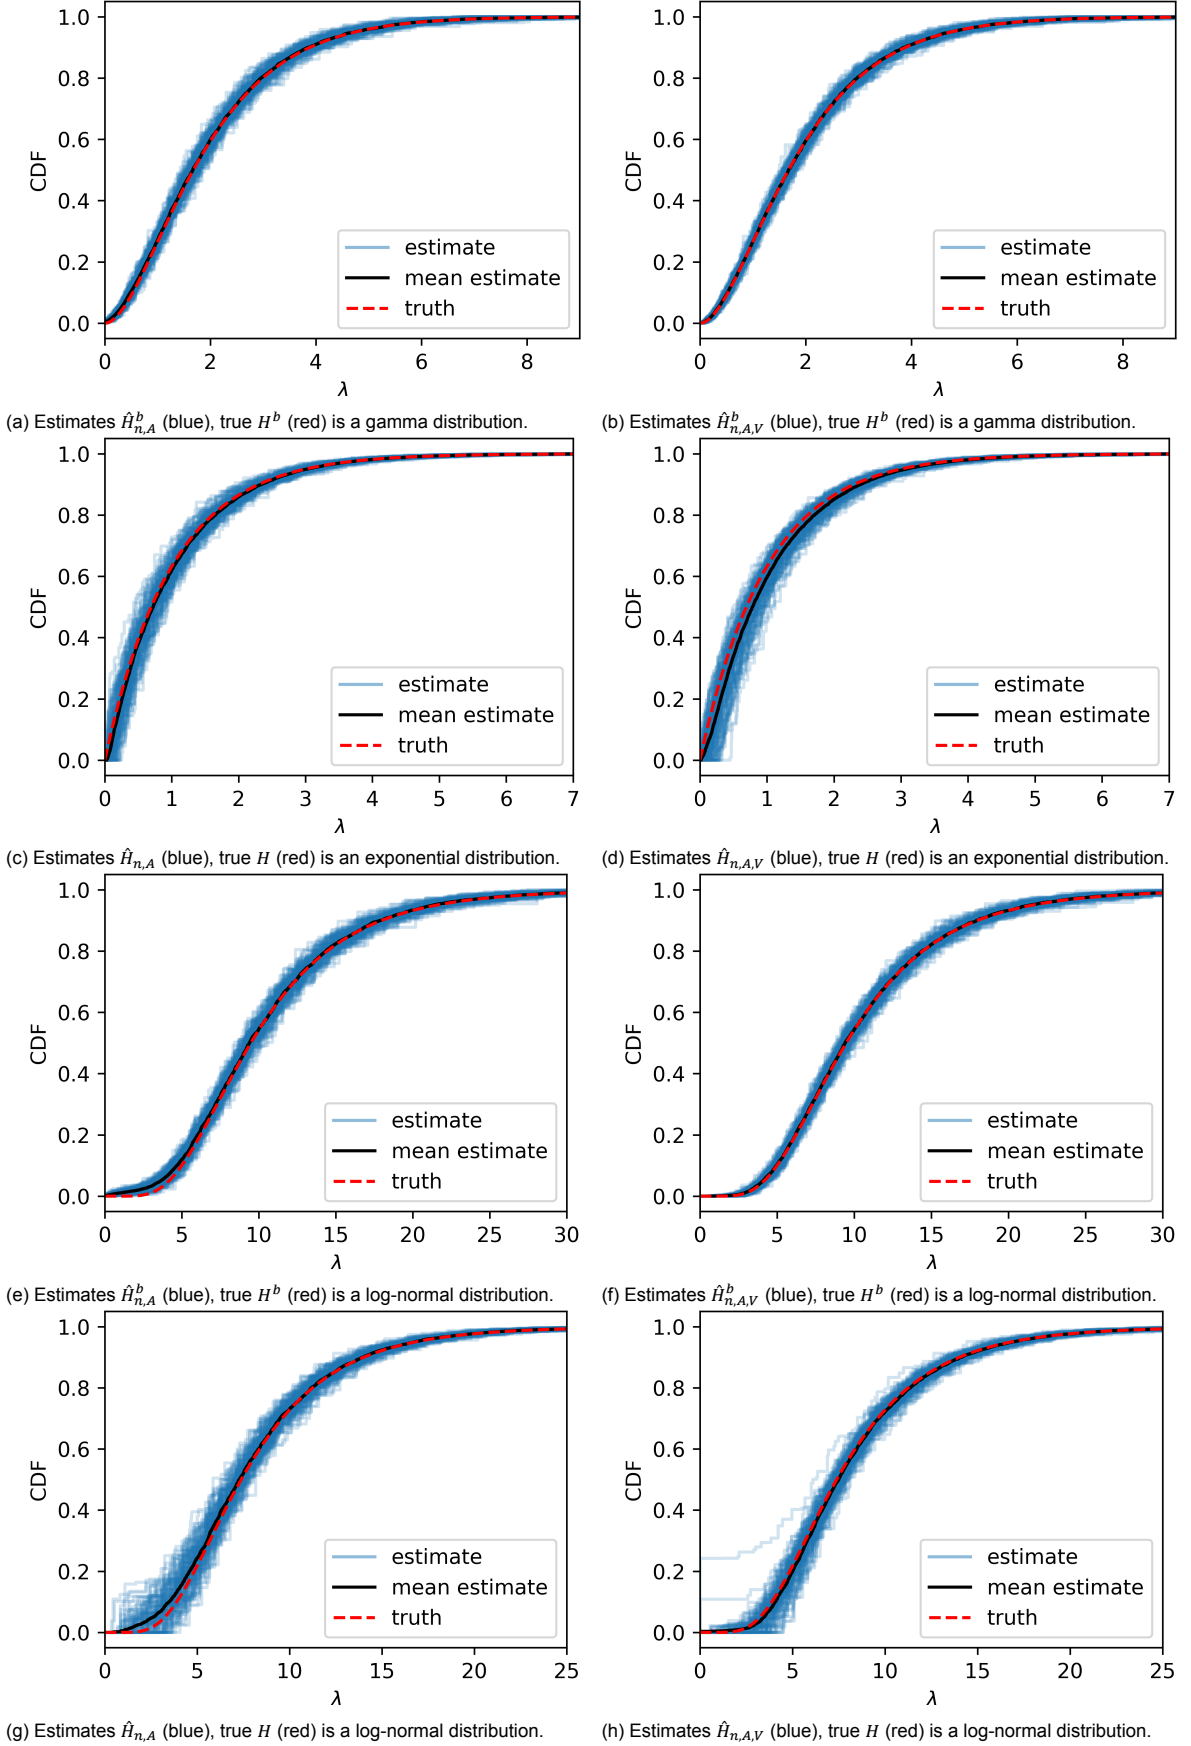 1.0
0.8
0.6
0.4
0.2
0.0
CDF
estimate
mean estimate
truth
0 2 4 6 8
λ
(a) Estimates Ĥᵇₙ,A (blue), true Hᵇ (red) is a gamma distribution.
1.0
0.8
0.6
0.4
0.2
0.0
CDF
estimate
mean estimate
truth
0 2 4 6 8
λ
(b) Estimates Ĥᵇₙ,A,V (blue), true Hᵇ (red) is a gamma distribution.
1.0
0.8
0.6
0.4
0.2
0.0
CDF
estimate
mean estimate
truth
0 1 2 3 4 5 6 7
λ
(c) Estimates Ĥₙ,A (blue), true H (red) is an exponential distribution.
1.0
0.8
0.6
0.4
0.2
0.0
CDF
estimate
mean estimate
truth
0 1 2 3 4 5 6 7
λ
(d) Estimates Ĥₙ,A,V (blue), true H (red) is an exponential distribution.
1.0
0.8
0.6
0.4
0.2
0.0
CDF
estimate
mean estimate
truth
0 5 10 15 20 25 30
λ
(e) Estimates Ĥᵇₙ,A (blue), true Hᵇ (red) is a log-normal distribution.
1.0
0.8
0.6
0.4
0.2
0.0
CDF
estimate
mean estimate
truth
0 5 10 15 20 25 30
λ
(f) Estimates Ĥᵇₙ,A,V (blue), true Hᵇ (red) is a log-normal distribution.
1.0
0.8
0.6
0.4
0.2
0.0
CDF
estimate
mean estimate
truth
0 5 10 15 20 25
λ
(g) Estimates Ĥₙ,A (blue), true H (red) is a log-normal distribution.
1.0
0.8
0.6
0.4
0.2
0.0
CDF
estimate
mean estimate
truth
0 5 10 15 20 25
λ
(h) Estimates Ĥₙ,A,V (blue), true H (red) is a log-normal distribution.